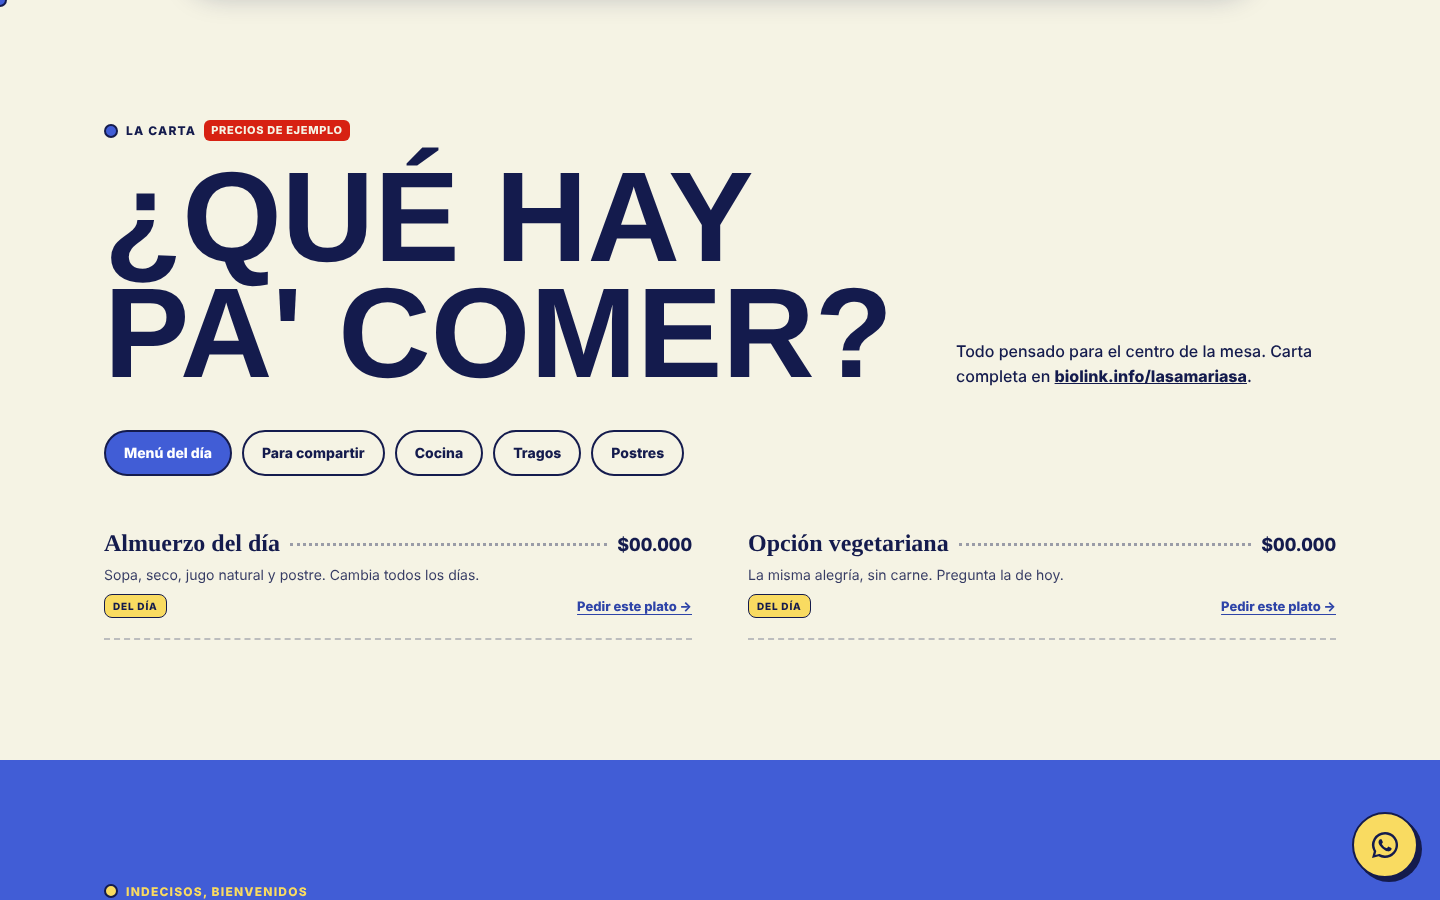 LA CARTA PRECIOS DE EJEMPLO
¿QUÉ HAY
PA' COMER?
Todo pensado para el centro de la mesa. Carta
completa en biolink.info/lasamariasa.
Menú del día Para compartir Cocina Tragos Postres
Almuerzo del día $00.000
Sopa, seco, jugo natural y postre. Cambia todos los días.
DEL DÍA Pedir este plato →
Opción vegetariana $00.000
La misma alegría, sin carne. Pregunta la de hoy.
DEL DÍA Pedir este plato →
INDECISOS, BIENVENIDOS